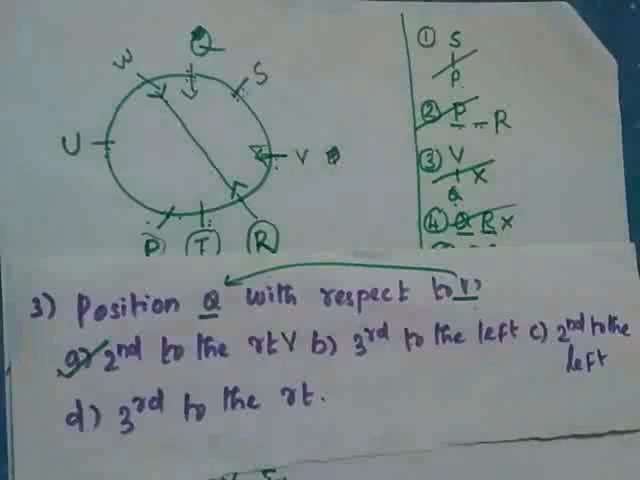 W
Q
S
U
V
P
T
R
① S
P
② P - - R
③ V
x
Q
④ Q R x
3) Position Q with respect to V?
a) 2nd to the rt V b) 3rd to the left c) 2nd to the
left
d) 3rd to the rt.